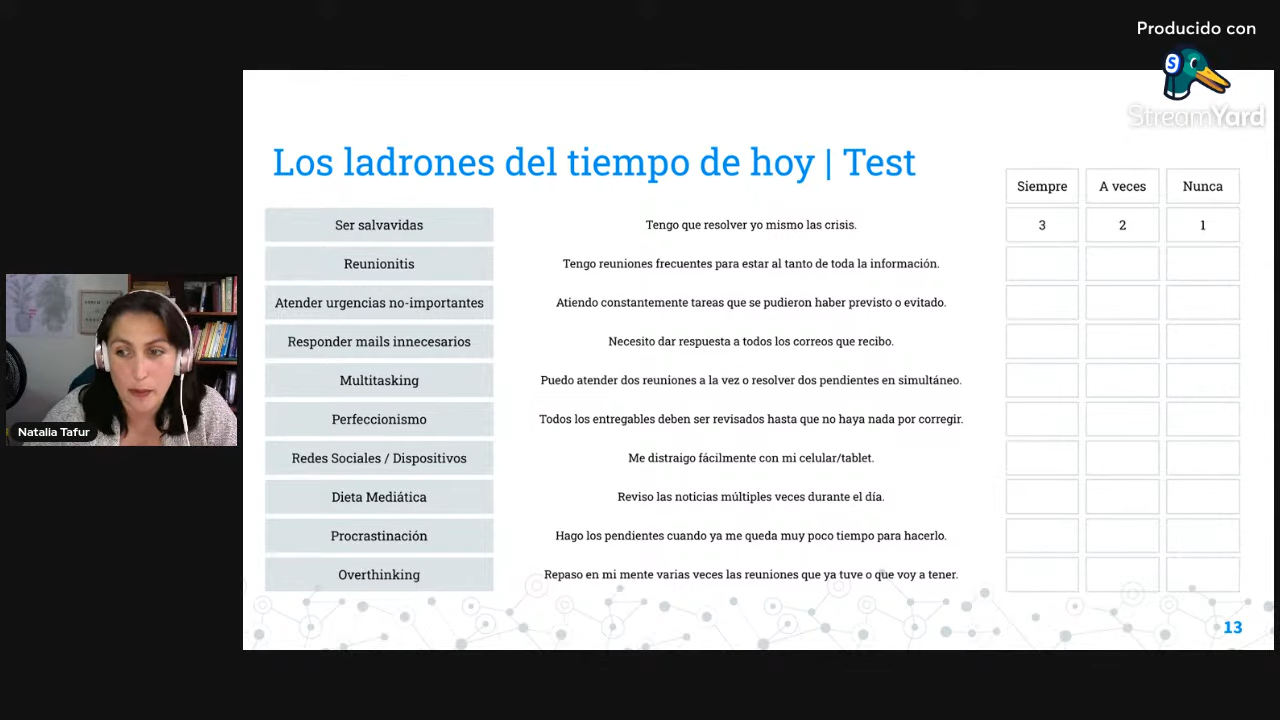 Producido con
StreamYard
Los ladrones del tiempo de hoy | Test
Siempre A veces Nunca
Ser salvavidas Tengo que resolver yo mismo las crisis. 3 2 1
Reunionitis Tengo reuniones frecuentes para estar al tanto de toda la información.
Atender urgencias no-importantes Atiendo constantemente tareas que se pudieron haber previsto o evitado.
Responder mails innecesarios Necesito dar respuesta a todos los correos que recibo.
Multitasking Puedo atender dos reuniones a la vez o resolver dos pendientes en simultáneo.
Perfeccionismo Todos los entregables deben ser revisados hasta que no haya nada por corregir.
Redes Sociales / Dispositivos Me distraigo fácilmente con mi celular/tablet.
Dieta Mediática Reviso las noticias múltiples veces durante el día.
Procrastinación Hago los pendientes cuando ya me queda muy poco tiempo para hacerlo.
Overthinking Repaso en mi mente varias veces las reuniones que ya tuve o que voy a tener.
Natalia Tafur
13